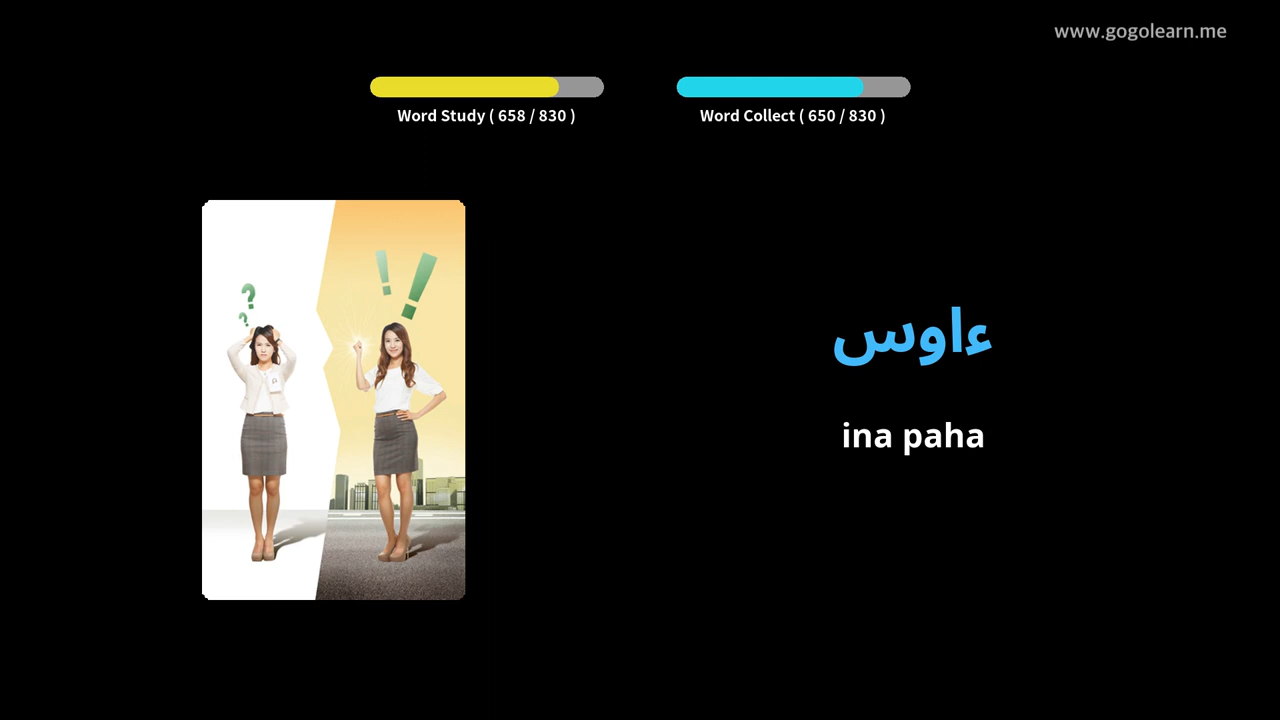 www.gogolearn.me
Word Study ( 658 / 830 )
Word Collect ( 650 / 830 )
? ?
! !
ءاوس
ina paha